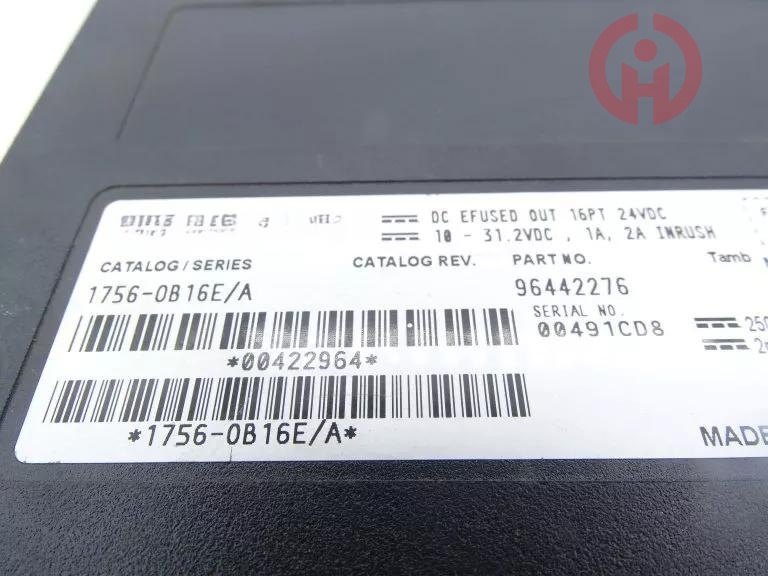 DC EFUSED OUT 16PT 24VDC
10 - 31.2VDC , 1A, 2A INRUSH
CATALOG / SERIES
CATALOG REV.
PART NO.
Tamb
1756-OB16E/A
96442276
SERIAL NO.
00491CD8
*00422964*
*1756-OB16E/A*
MADE